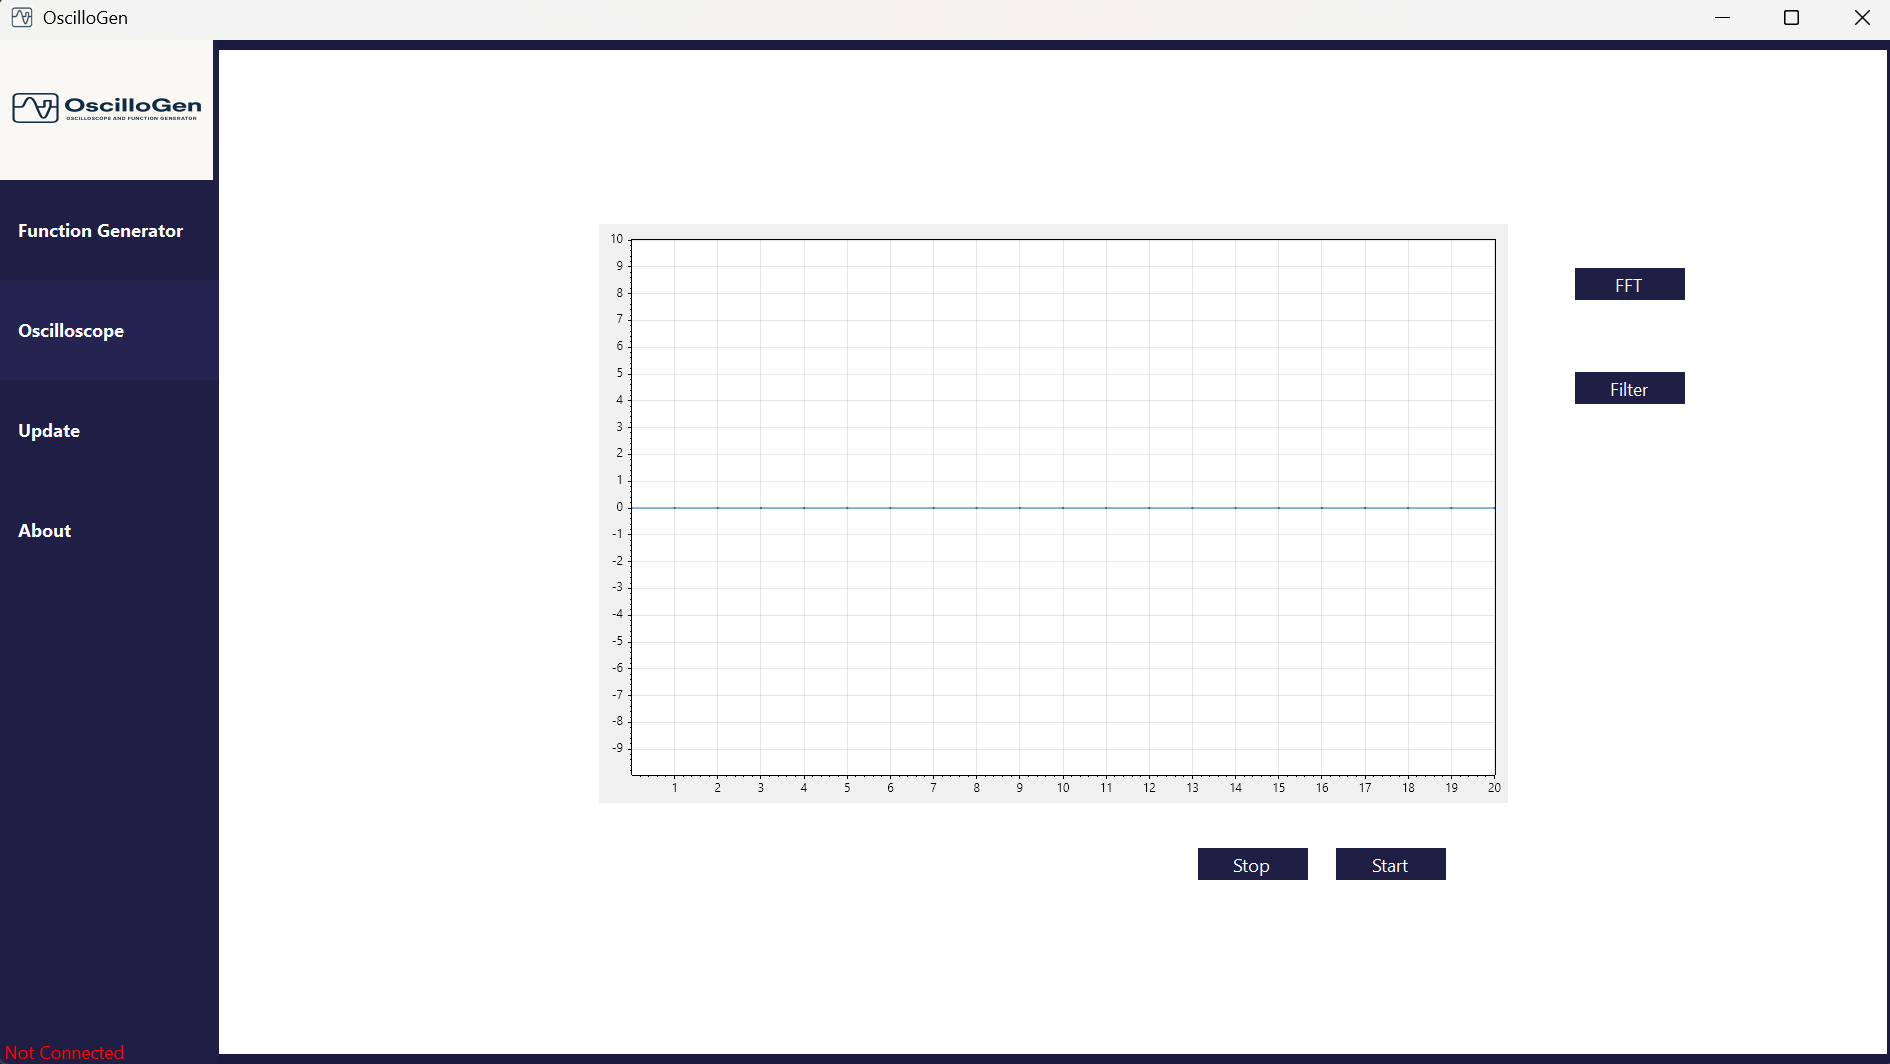 OscilloGen
OscilloGen
OSCILLOSCOPE AND FUNCTION GENERATOR
Function Generator
Oscilloscope
Update
About
Not Connected
10
9
8
7
6
5
4
3
2
1
0
-1
-2
-3
-4
-5
-6
-7
-8
-9
1 2 3 4 5 6 7 8 9 10 11 12 13 14 15 16 17 18 19 20
FFT
Filter
Stop Start